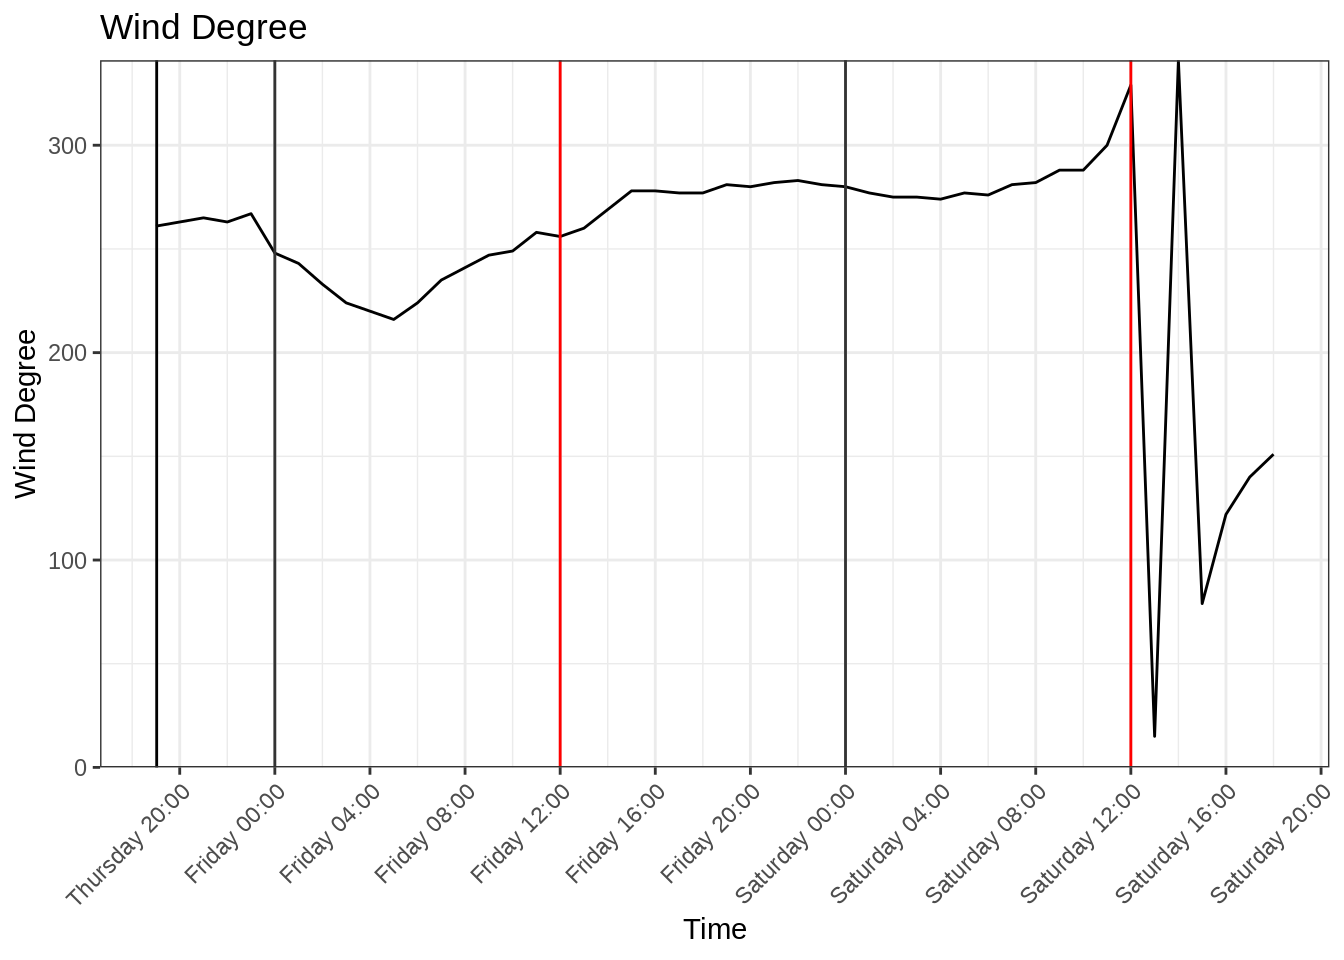 Wind Degree
Wind Degree
300
200
100
0
Thursday 20:00
Friday 00:00
Friday 04:00
Friday 08:00
Friday 12:00
Friday 16:00
Friday 20:00
Saturday 00:00
Saturday 04:00
Saturday 08:00
Saturday 12:00
Saturday 16:00
Saturday 20:00
Time